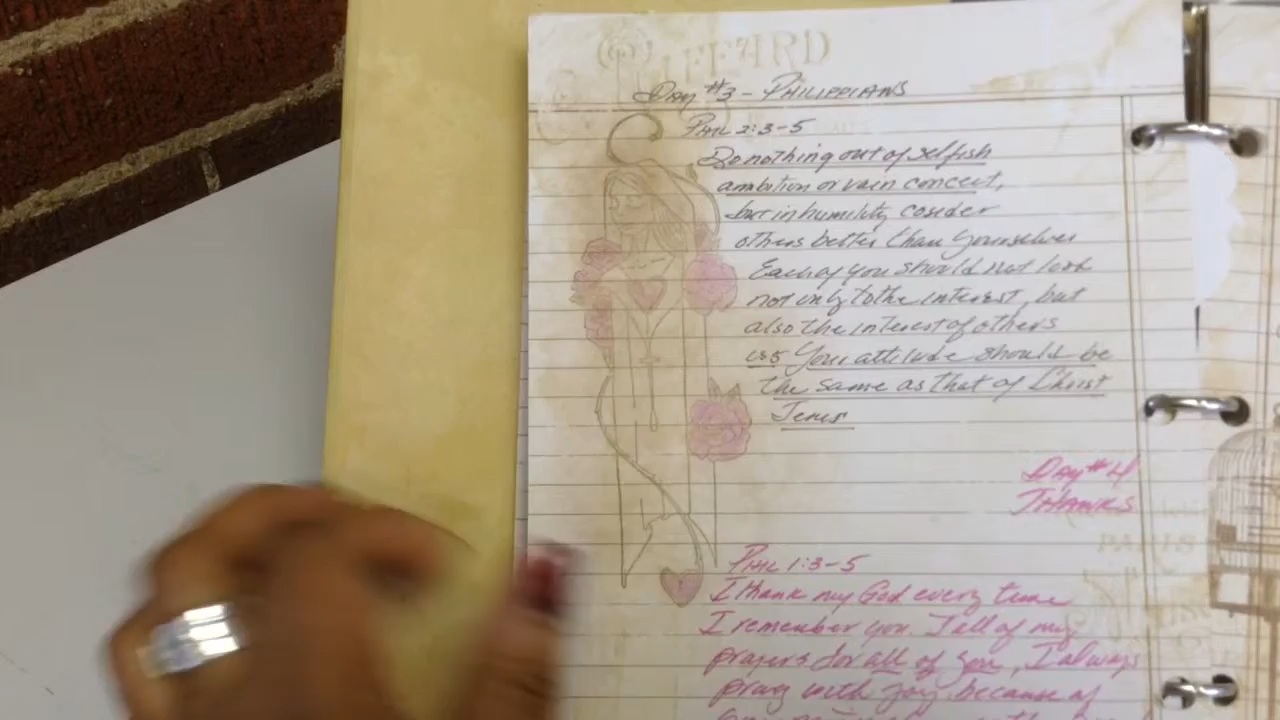 DAY #3 - PHILIPPIANS
PHIL 2:3-5
Do nothing out of selfish
ambition or vain conceit,
but in humility cosider
others better than yourselves
Each of you should not look
not only to the interest, but
also the interest of others
vs5 Your attitude should be
the same as that of Christ
Jesus
DAY #4
THANKS
PARIS
PHIL 1:3-5
I thank my God every time
I remember you. I all of my
prayers for all of you, I always
pray with joy because of